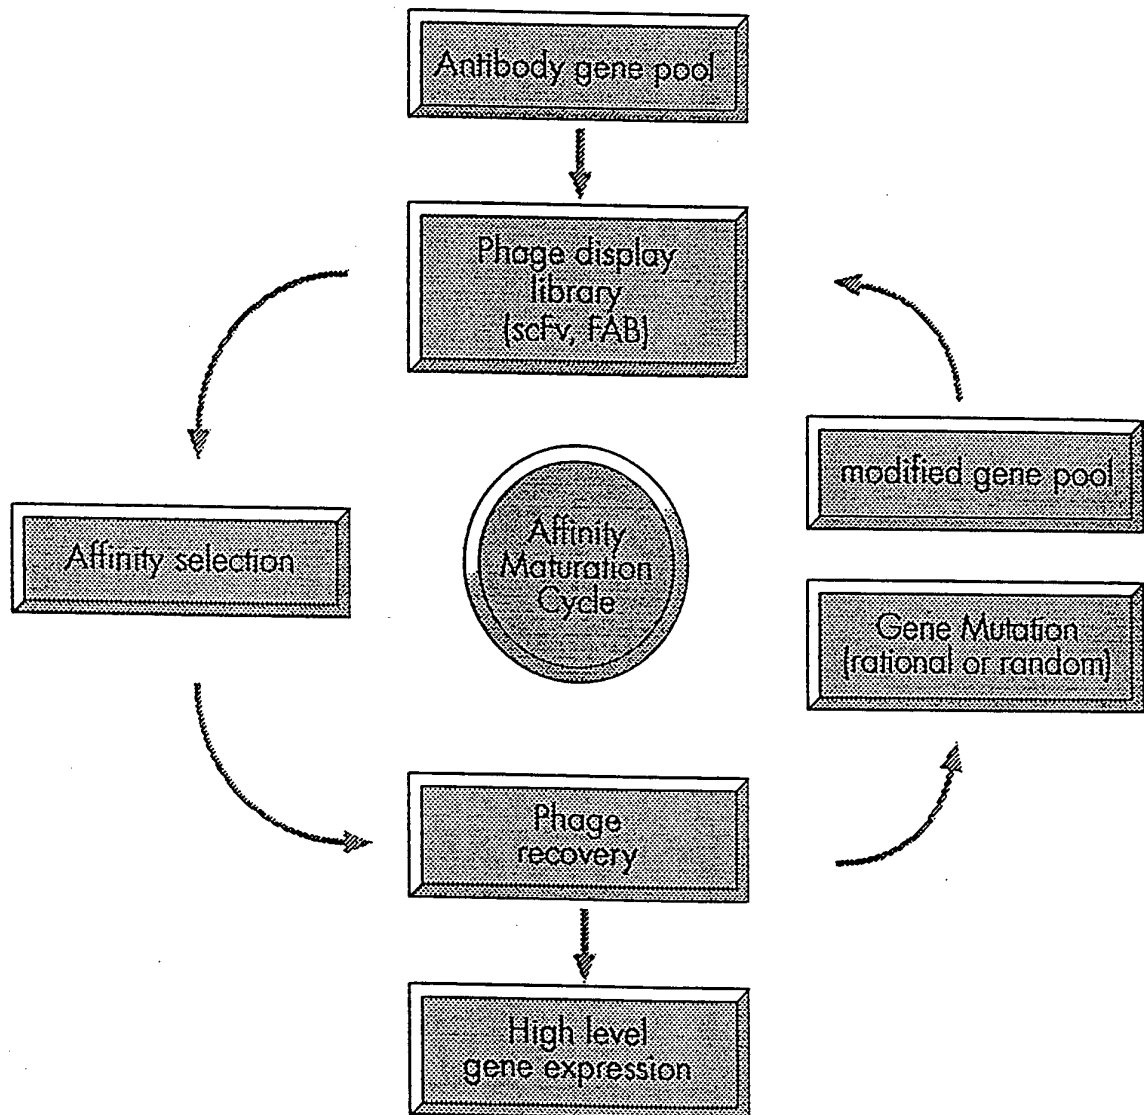 Antibody gene pool
Phage display
library
(scFv, FAB)
modified gene pool
Affinity selection
Affinity
Maturation
Cycle
Gene Mutation
(rational or random)
Phage
recovery
High level
gene expression